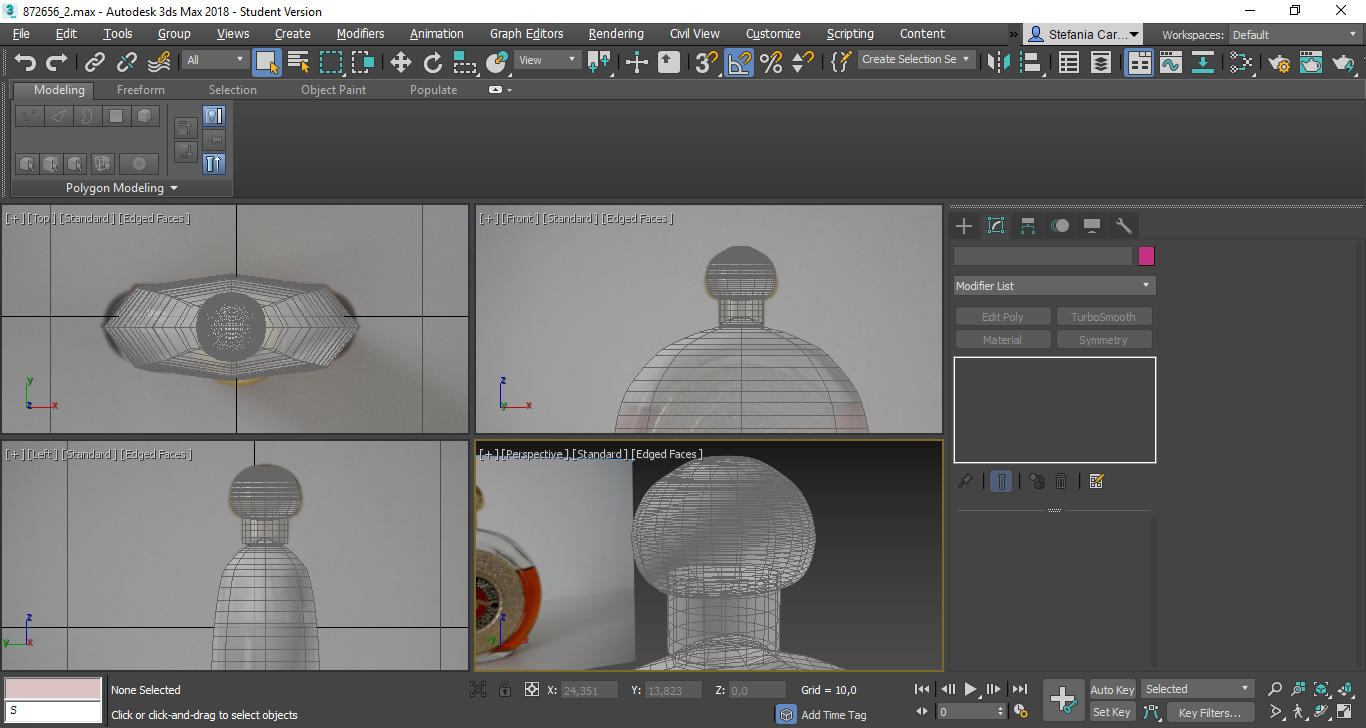 872656_2.max - Autodesk 3ds Max 2018 - Student Version
File Edit Tools Group Views Create Modifiers Animation Graph Editors Rendering Civil View Customize Scripting Content » Stefania Car... Workspaces: Default
All View Create Selection Se
Modeling Freeform Selection Object Paint Populate
Polygon Modeling
[+] [Top] [Standard] [Edged Faces]
[+] [Front] [Standard] [Edged Faces]
y
z
x
z
y
x
Modifier List
Edit Poly TurboSmooth
Material Symmetry
[+] [Left] [Standard] [Edged Faces]
[+] [Perspective] [Standard] [Edged Faces]
z
y
x
z
y
x
None Selected X: 24,351 Y: 13,823 Z: 0,0 Grid = 10,0 Auto Key Selected
S Click or click-and-drag to select objects Add Time Tag 0 Set Key Key Filters...